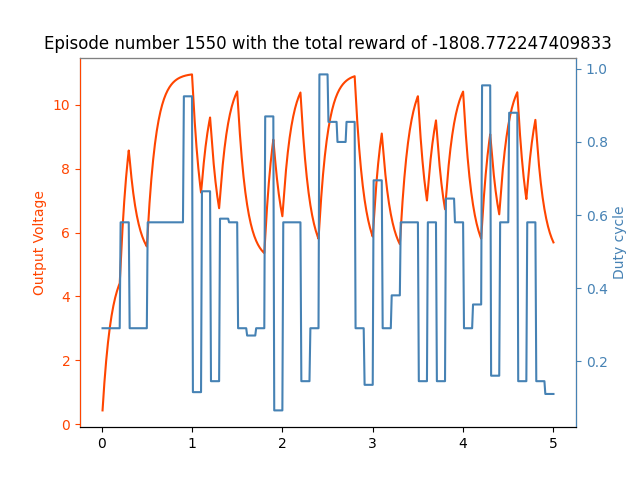 Episode number 1550 with the total reward of -1808.772247409833
10
8
6
4
2
0
Output Voltage
1.0
0.8
0.6
0.4
0.2
Duty cycle
0 1 2 3 4 5